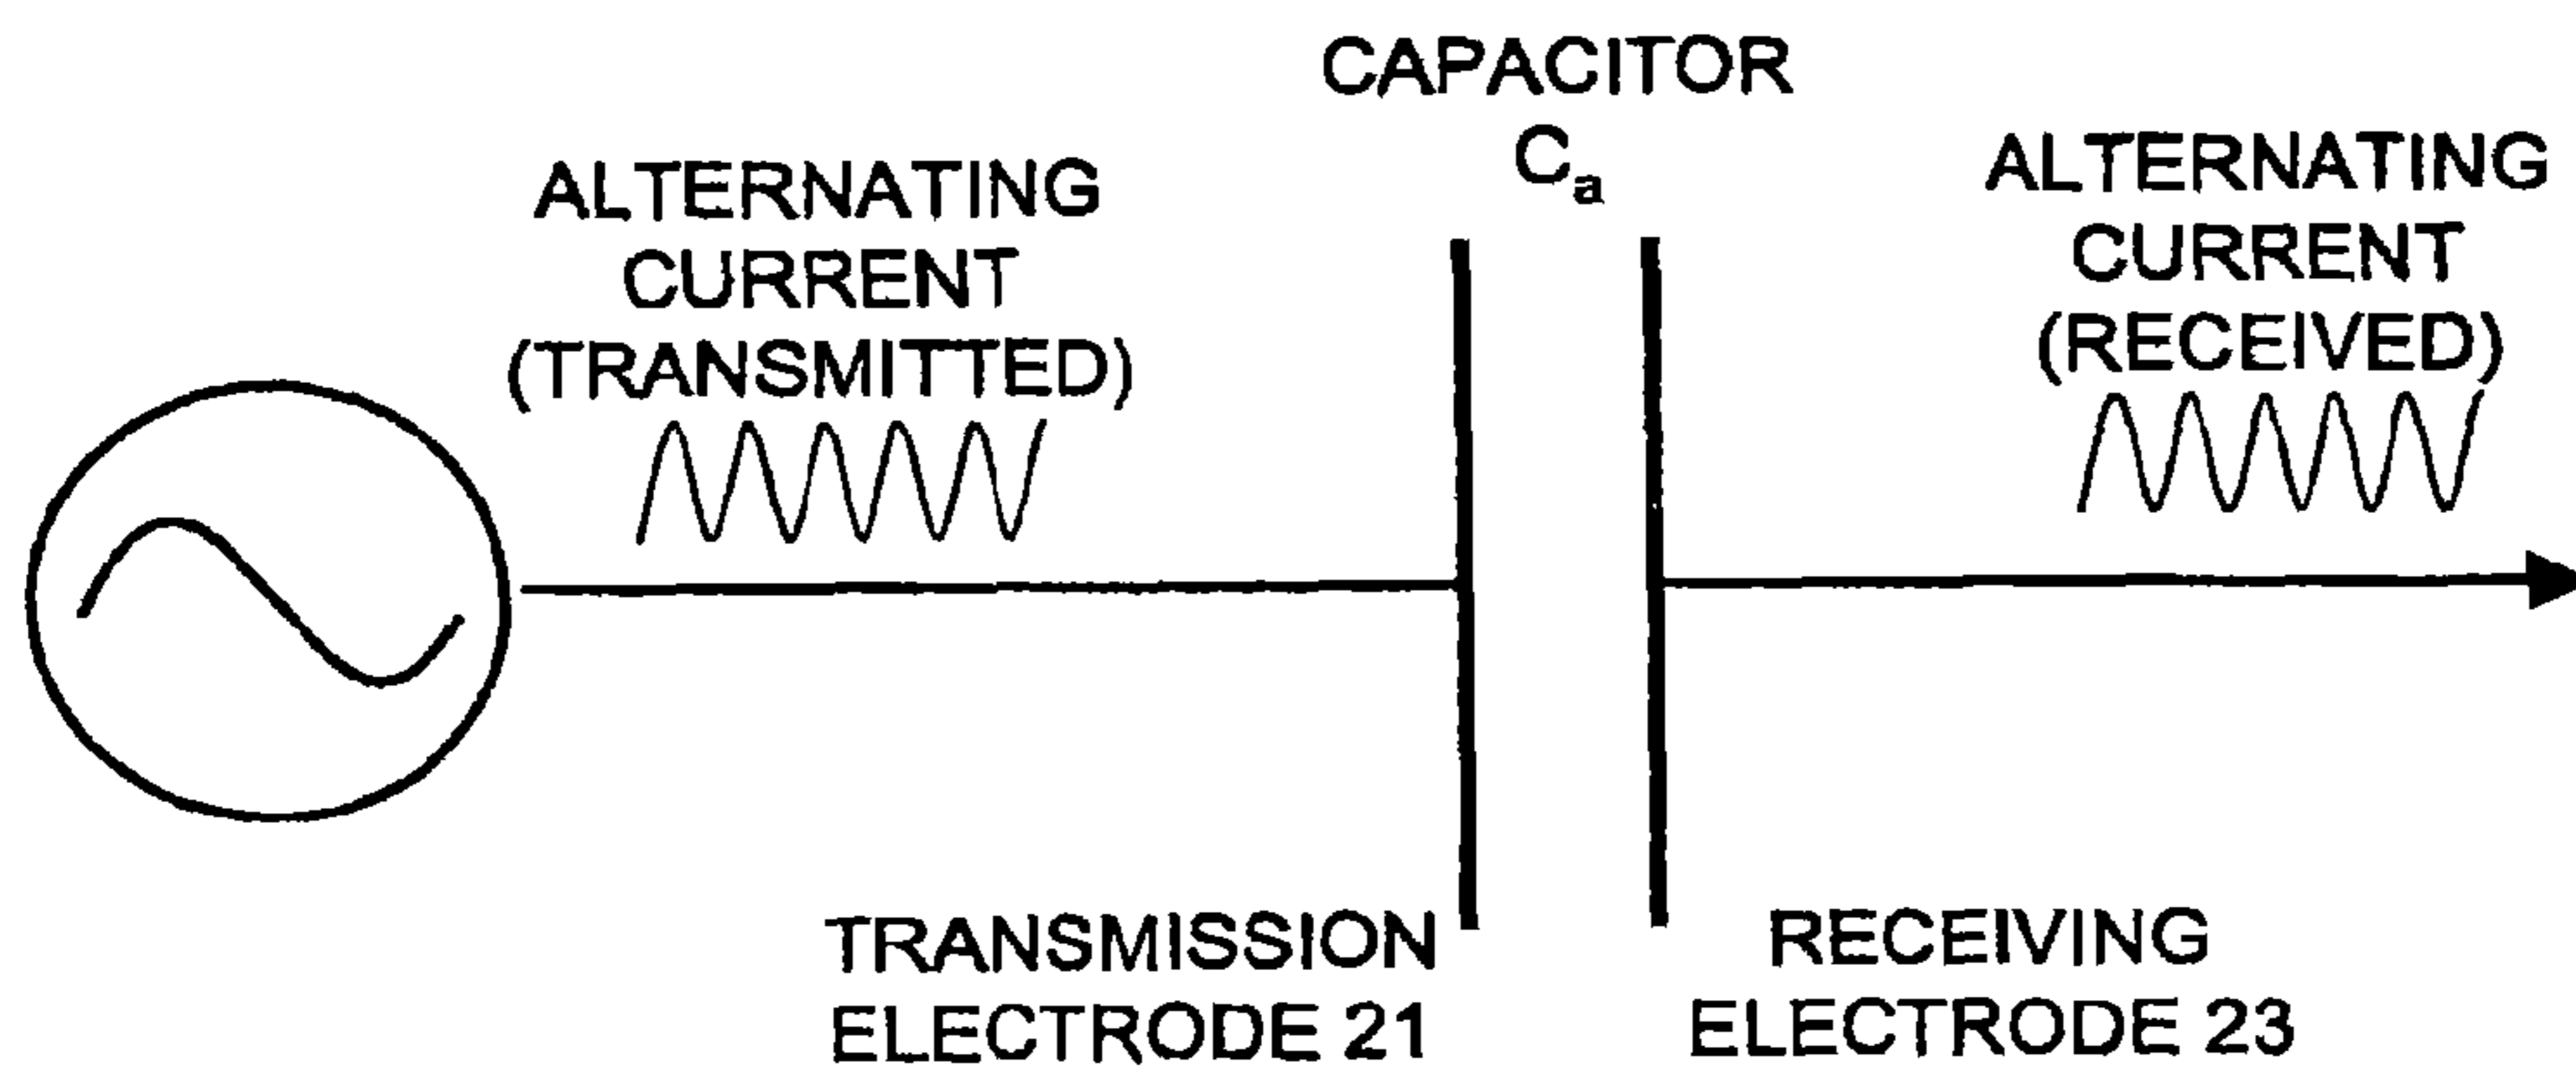 CAPACITOR
Cₐ
ALTERNATING
CURRENT
(TRANSMITTED)
ALTERNATING
CURRENT
(RECEIVED)
TRANSMISSION
ELECTRODE 21
RECEIVING
ELECTRODE 23